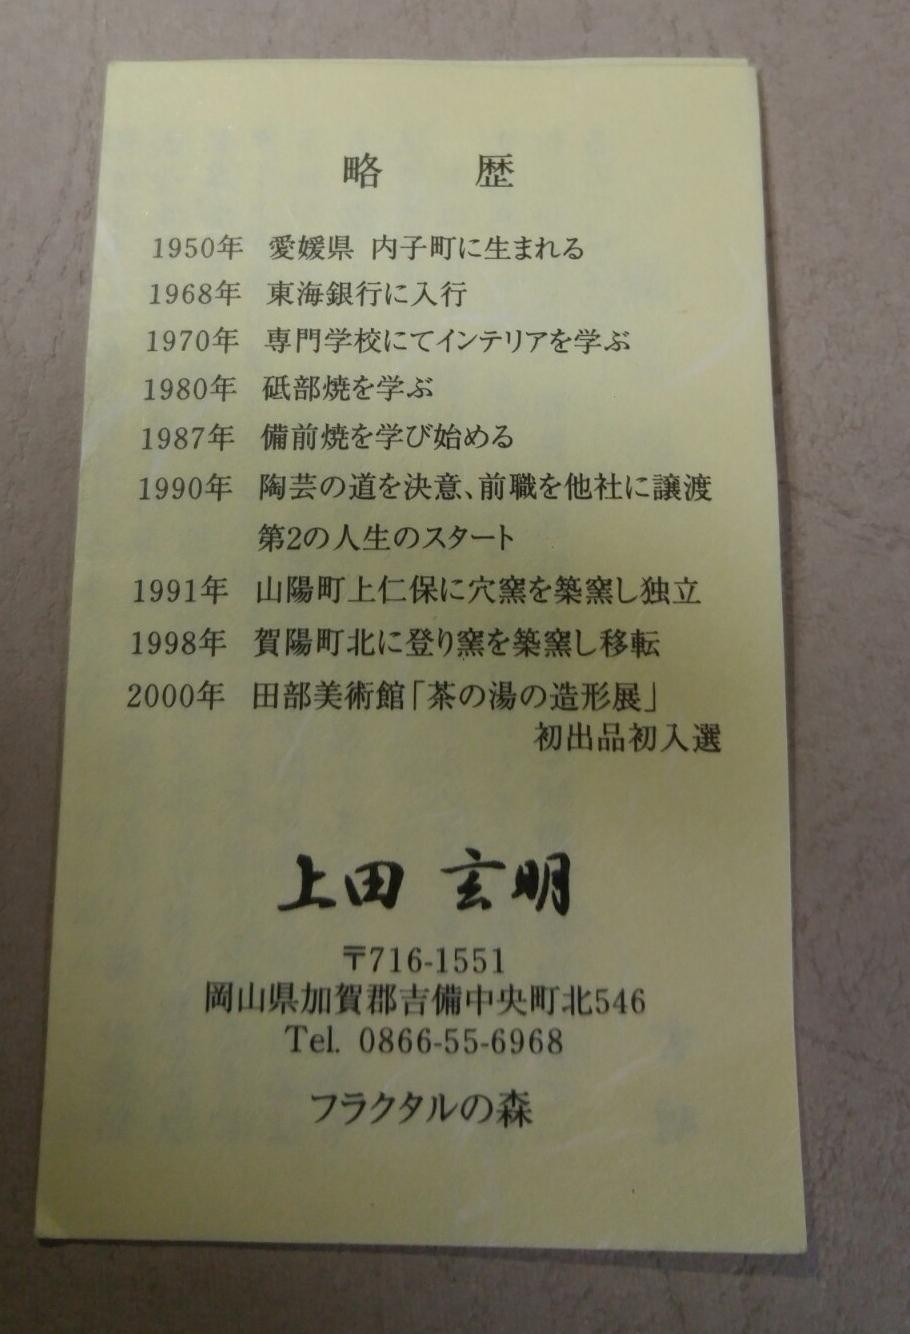 略　歴
1950年 愛媛県 内子町に生まれる
1968年 東海銀行に入行
1970年 専門学校にてインテリアを学ぶ
1980年 砥部焼を学ぶ
1987年 備前焼を学び始める
1990年 陶芸の道を決意、前職を他社に譲渡
第2の人生のスタート
1991年 山陽町上仁保に穴窯を築窯し独立
1998年 賀陽町北に登り窯を築窯し移転
2000年 田部美術館「茶の湯の造形展」
初出品初入選
上田 玄明
〒716-1551
岡山県加賀郡吉備中央町北546
Tel. 0866-55-6968
フラクタルの森